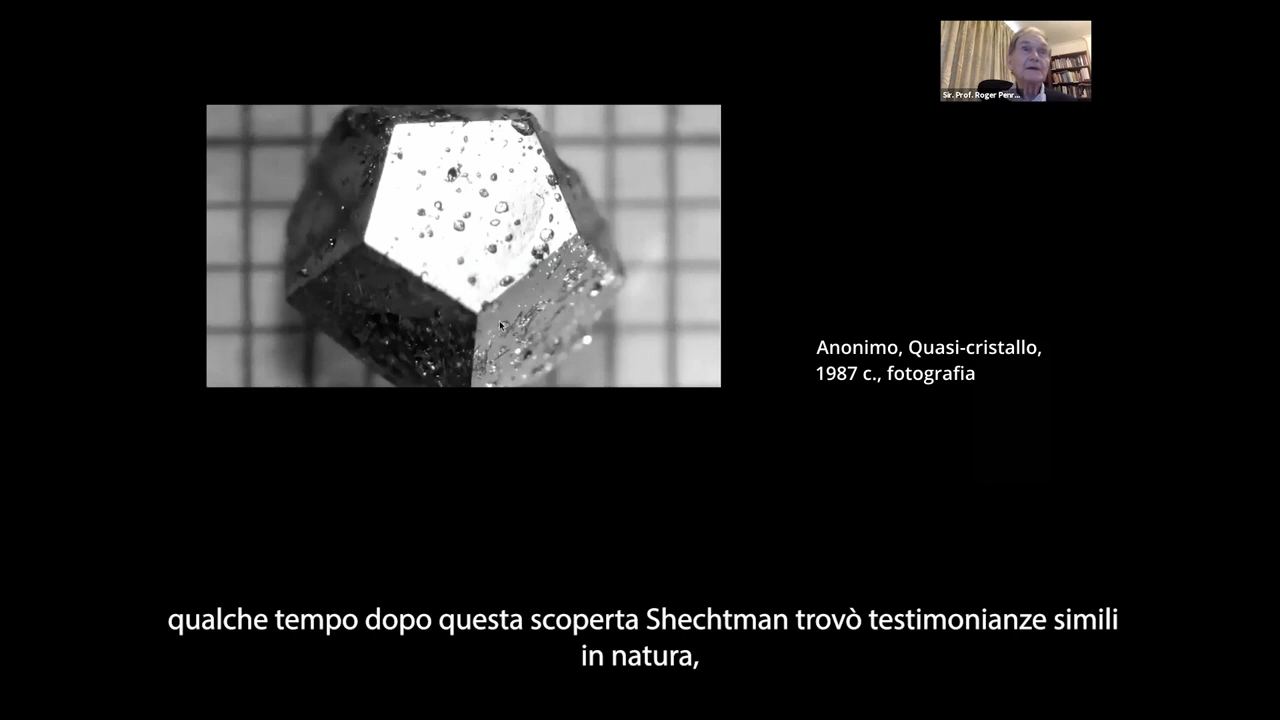 Sir. Prof. Roger Penr...
Anonimo, Quasi-cristallo,
1987 c., fotografia
qualche tempo dopo questa scoperta Shechtman trovò testimonianze simili
in natura,